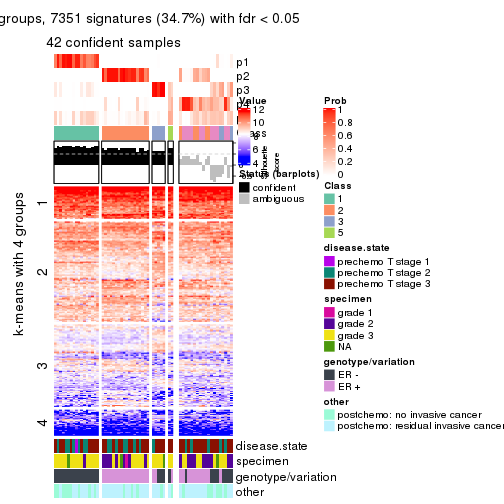 groups, 7351 signatures (34.7%) with fdr < 0.05
42 confident samples
p1
p2
p3
Value
12
10
8
6
4
Prob
1
0.8
0.6
0.4
0.2
0
Status (barplots)
confident
ambiguous
Class
1
2
3
5
disease.state
prechemo T stage 1
prechemo T stage 2
prechemo T stage 3
specimen
grade 1
grade 2
grade 3
NA
genotype/variation
ER -
ER +
other
postchemo: no invasive cancer
postchemo: residual invasive cancer
k-means with 4 groups
1
2
3
4
disease.state
specimen
genotype/variation
other